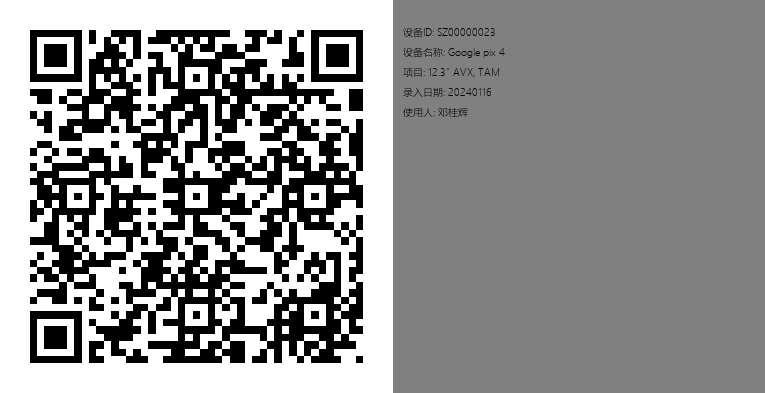 设备ID: SZ00000023
设备名称: Google pix 4
项目: 12.3" AVX, TAM
录入日期: 20240116
使用人: 邓桂辉